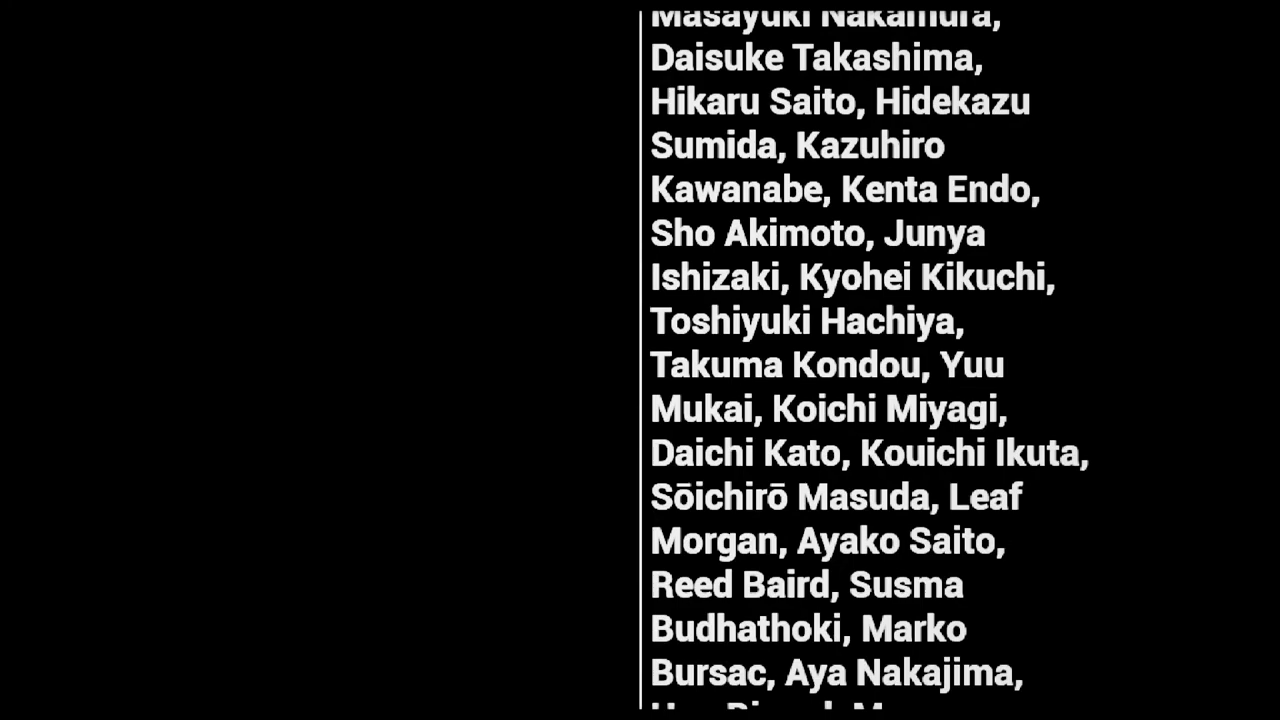 Masayuki Nakamura,
Daisuke Takashima,
Hikaru Saito, Hidekazu
Sumida, Kazuhiro
Kawanabe, Kenta Endo,
Sho Akimoto, Junya
Ishizaki, Kyohei Kikuchi,
Toshiyuki Hachiya,
Takuma Kondou, Yuu
Mukai, Koichi Miyagi,
Daichi Kato, Kouichi Ikuta,
Sōichirō Masuda, Leaf
Morgan, Ayako Saito,
Reed Baird, Susma
Budhathoki, Marko
Bursac, Aya Nakajima,